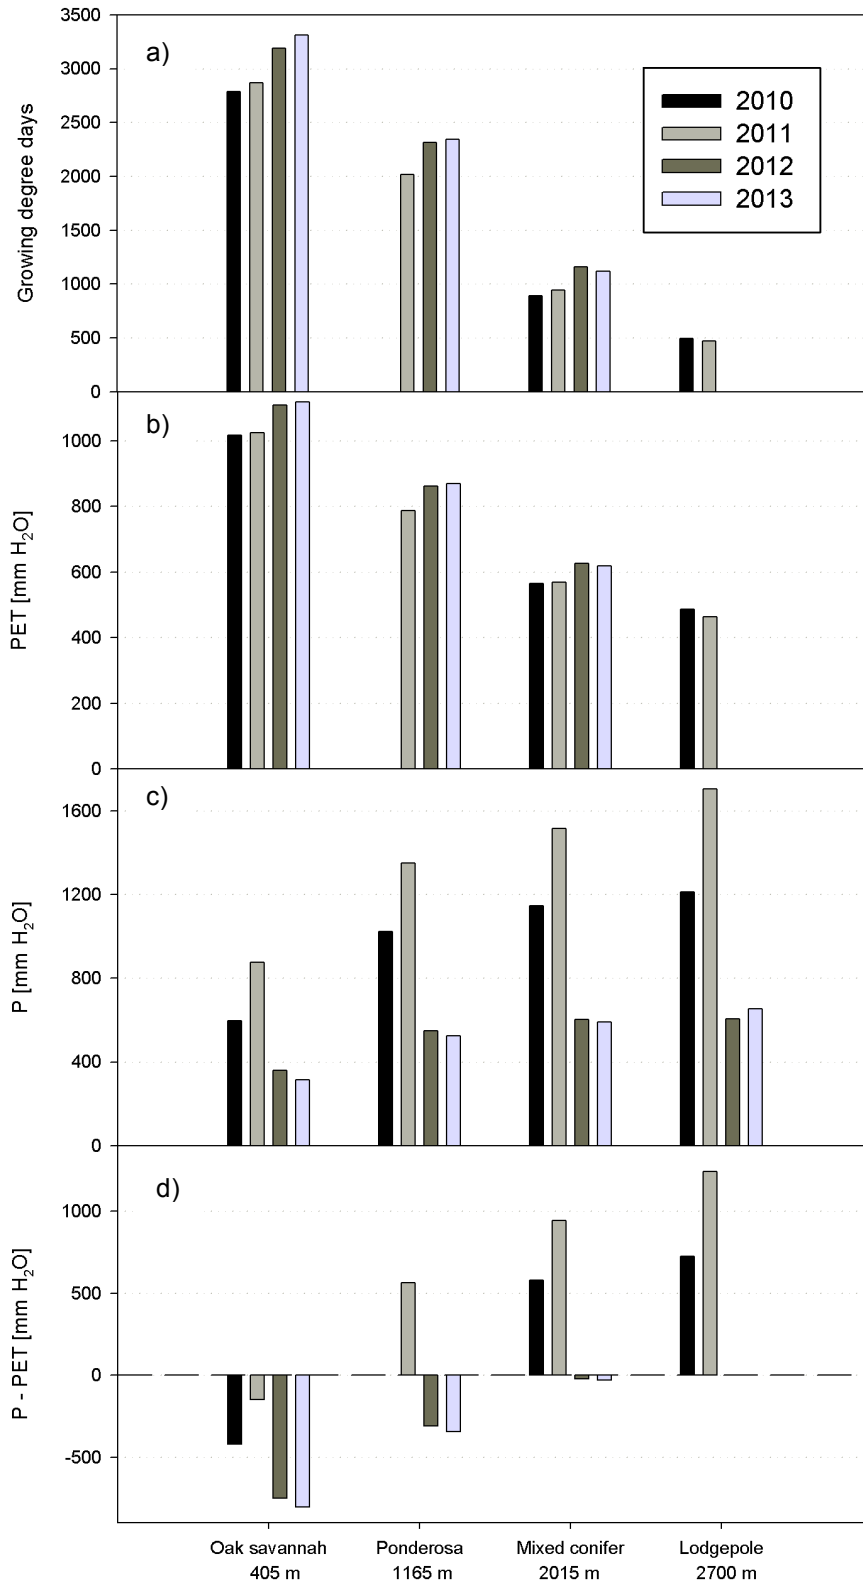 3500
3000
2500
2000
1500
1000
500
0
Growing degree days
a)
2010
2011
2012
2013
1000
800
600
400
200
0
PET [mm H₂O]
b)
1600
1200
800
400
0
P [mm H₂O]
c)
1000
500
0
-500
P - PET [mm H₂O]
d)
Oak savannah Ponderosa Mixed conifer Lodgepole
405 m 1165 m 2015 m 2700 m